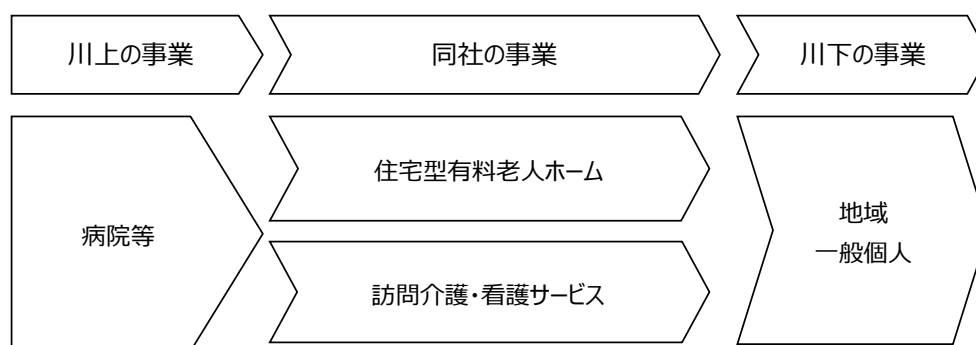 川上の事業
同社の事業
川下の事業
病院等
住宅型有料老人ホーム
訪問介護・看護サービス
地域
一般個人